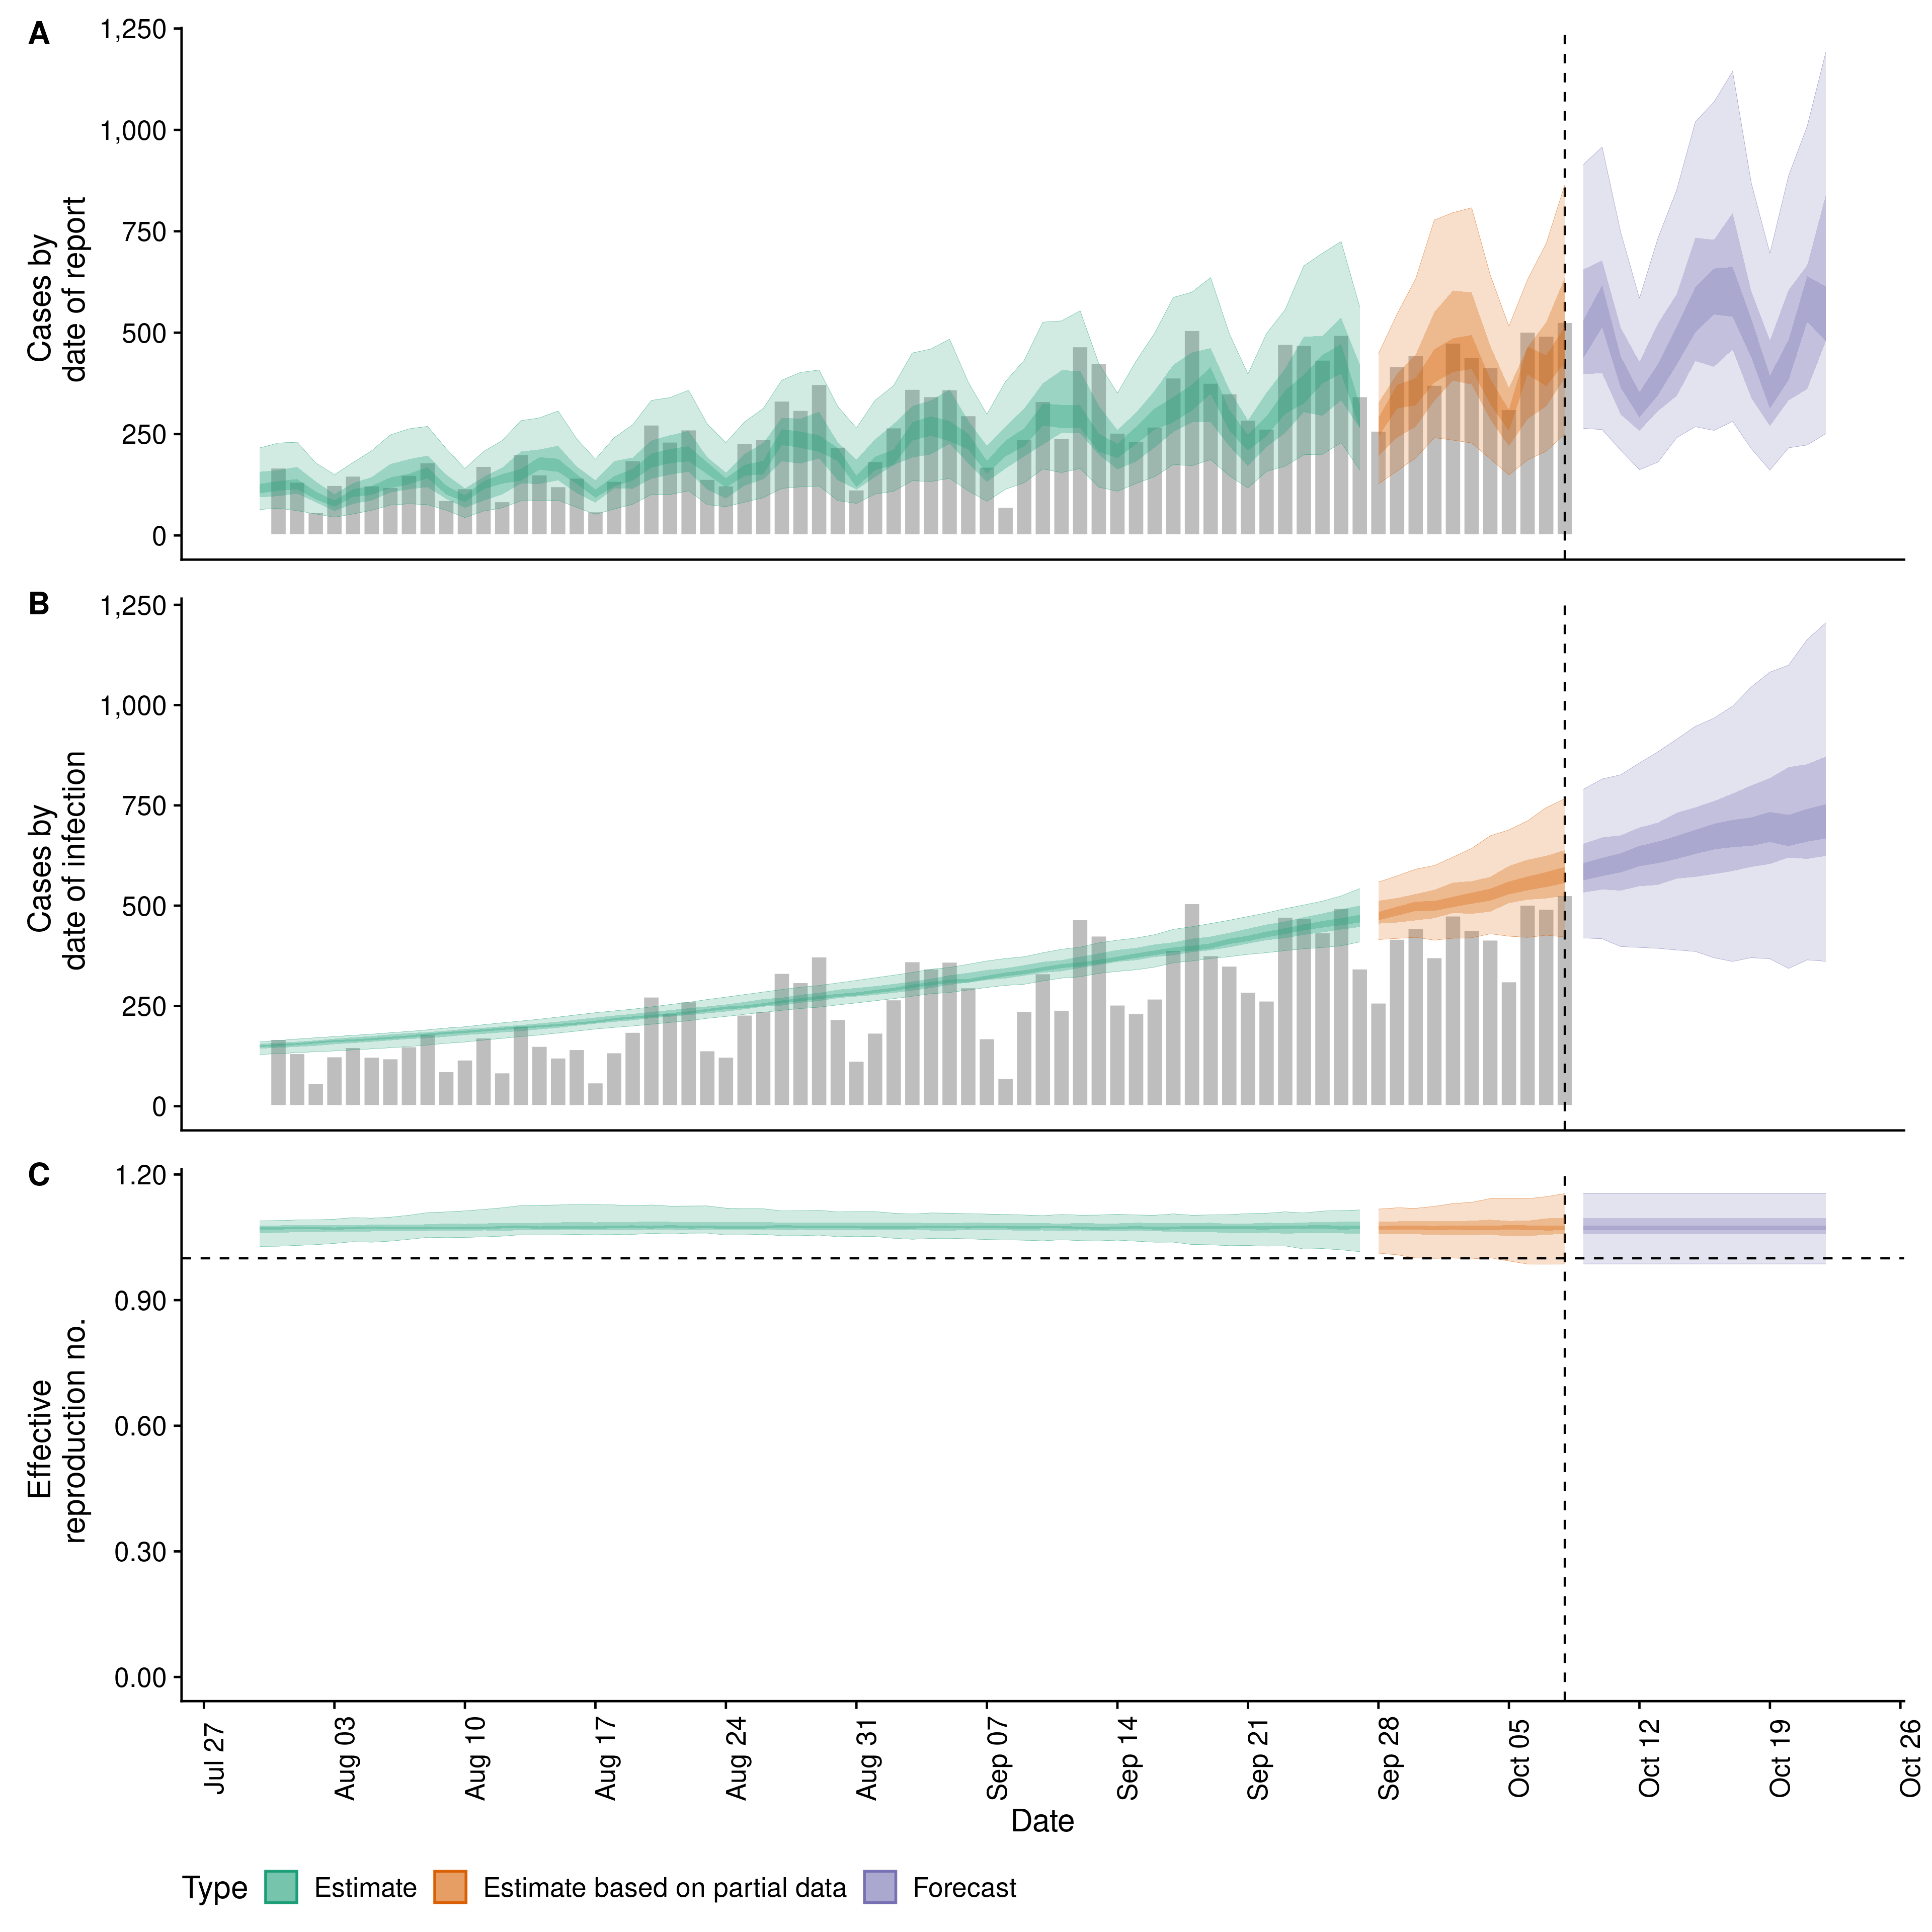 A
1,250
1,000
750
500
250
0
Cases by
date of report
B
1,250
1,000
750
500
250
0
Cases by
date of infection
C
1.20
0.90
0.60
0.30
0.00
Effective
reproduction no.
Jul 27
Aug 03
Aug 10
Aug 17
Aug 24
Aug 31
Sep 07
Sep 14
Sep 21
Sep 28
Oct 05
Oct 12
Oct 19
Oct 26
Date
Type Estimate Estimate based on partial data Forecast